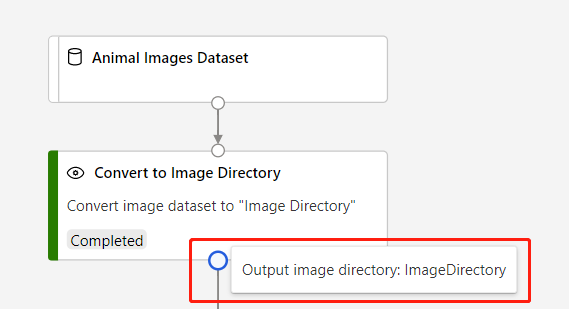 Animal Images Dataset
Convert to Image Directory
Convert image dataset to "Image Directory"
Completed
Output image directory: ImageDirectory